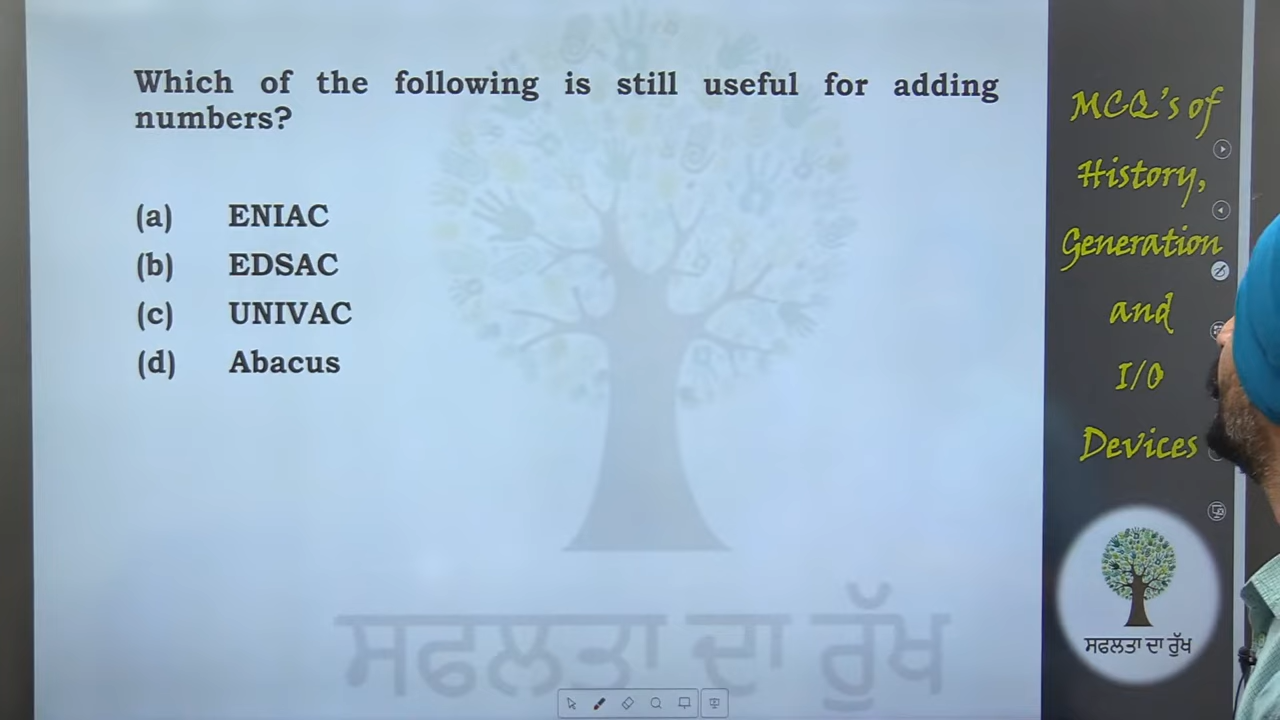 Which of the following is still useful for adding
numbers?
(a) ENIAC
(b) EDSAC
(c) UNIVAC
(d) Abacus
ਸਫਲਤਾ ਦਾ ਰੁੱਖ
MCQ's of
History,
Generation
and
I/O
Devices
ਸਫਲਤਾ ਦਾ ਰੁੱਖ